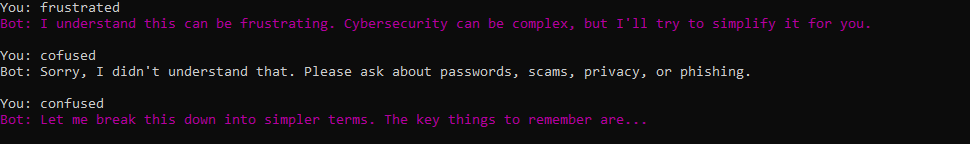 You: frustrated
Bot: I understand this can be frustrating. Cybersecurity can be complex, but I'll try to simplify it for you.
You: cofused
Bot: Sorry, I didn't understand that. Please ask about passwords, scams, privacy, or phishing.
You: confused
Bot: Let me break this down into simpler terms. The key things to remember are...